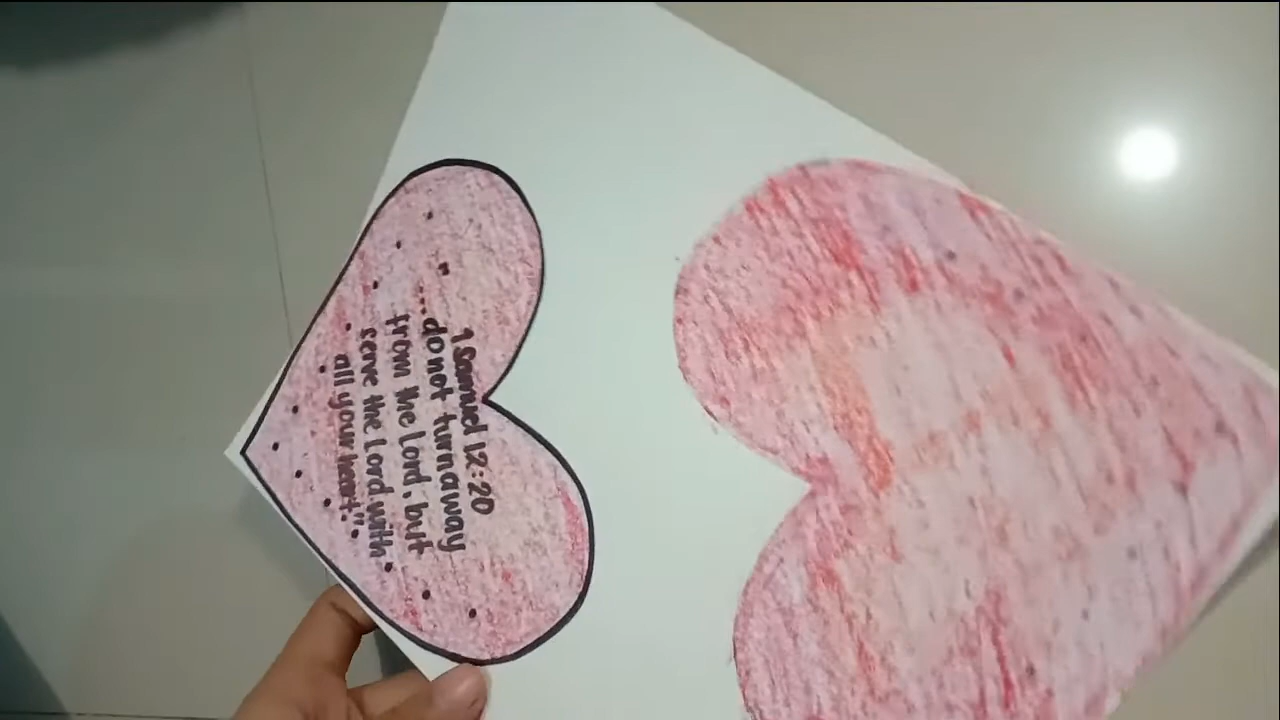 1 Samuel 12:20
"...do not turn away
from the Lord, but
serve the Lord with
all your heart".